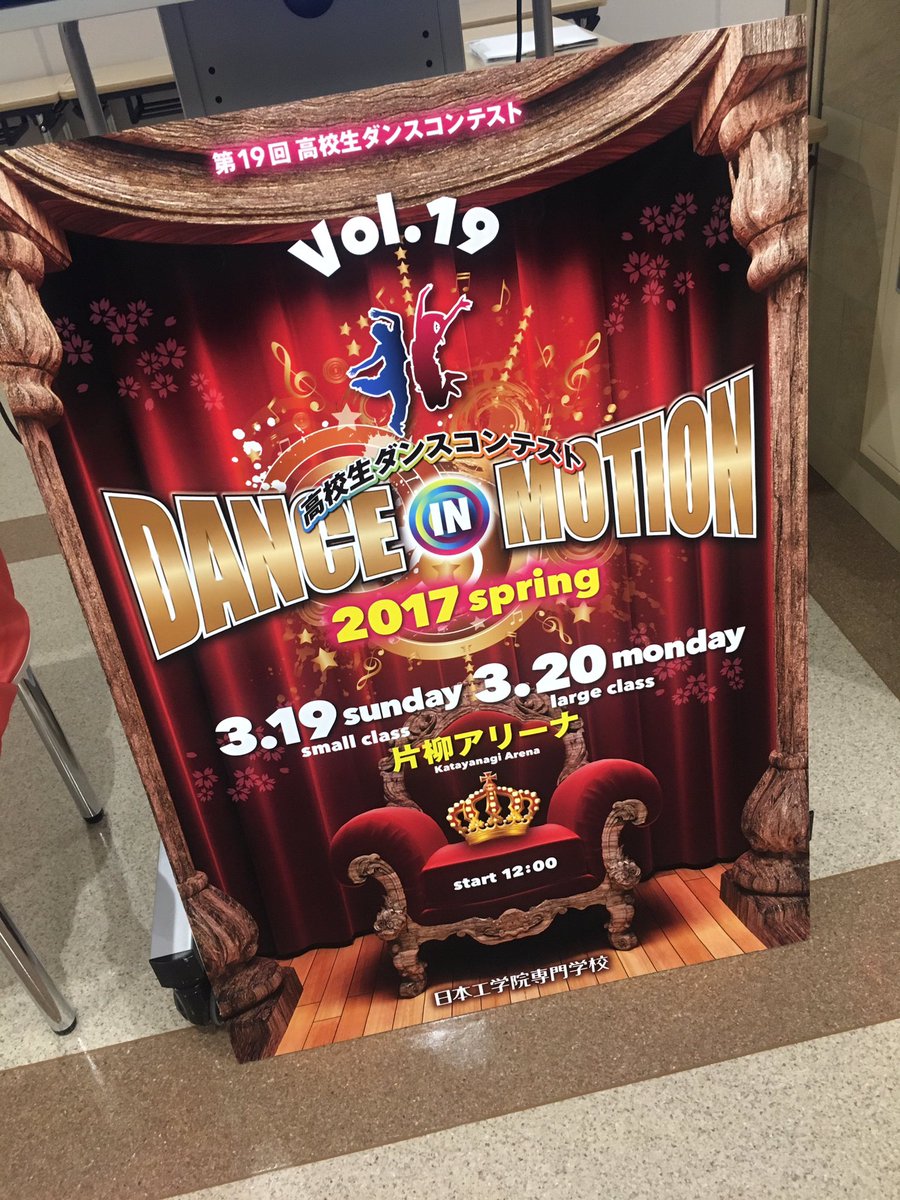 第19回 高校生ダンスコンテスト
Vol.19
高校生ダンスコンテスト
DANCE IN MOTION
2017 spring
3.19 sunday 3.20 monday
small class large class
片柳アリーナ
Katayanagi Arena
start 12:00
日本工学院専門学校